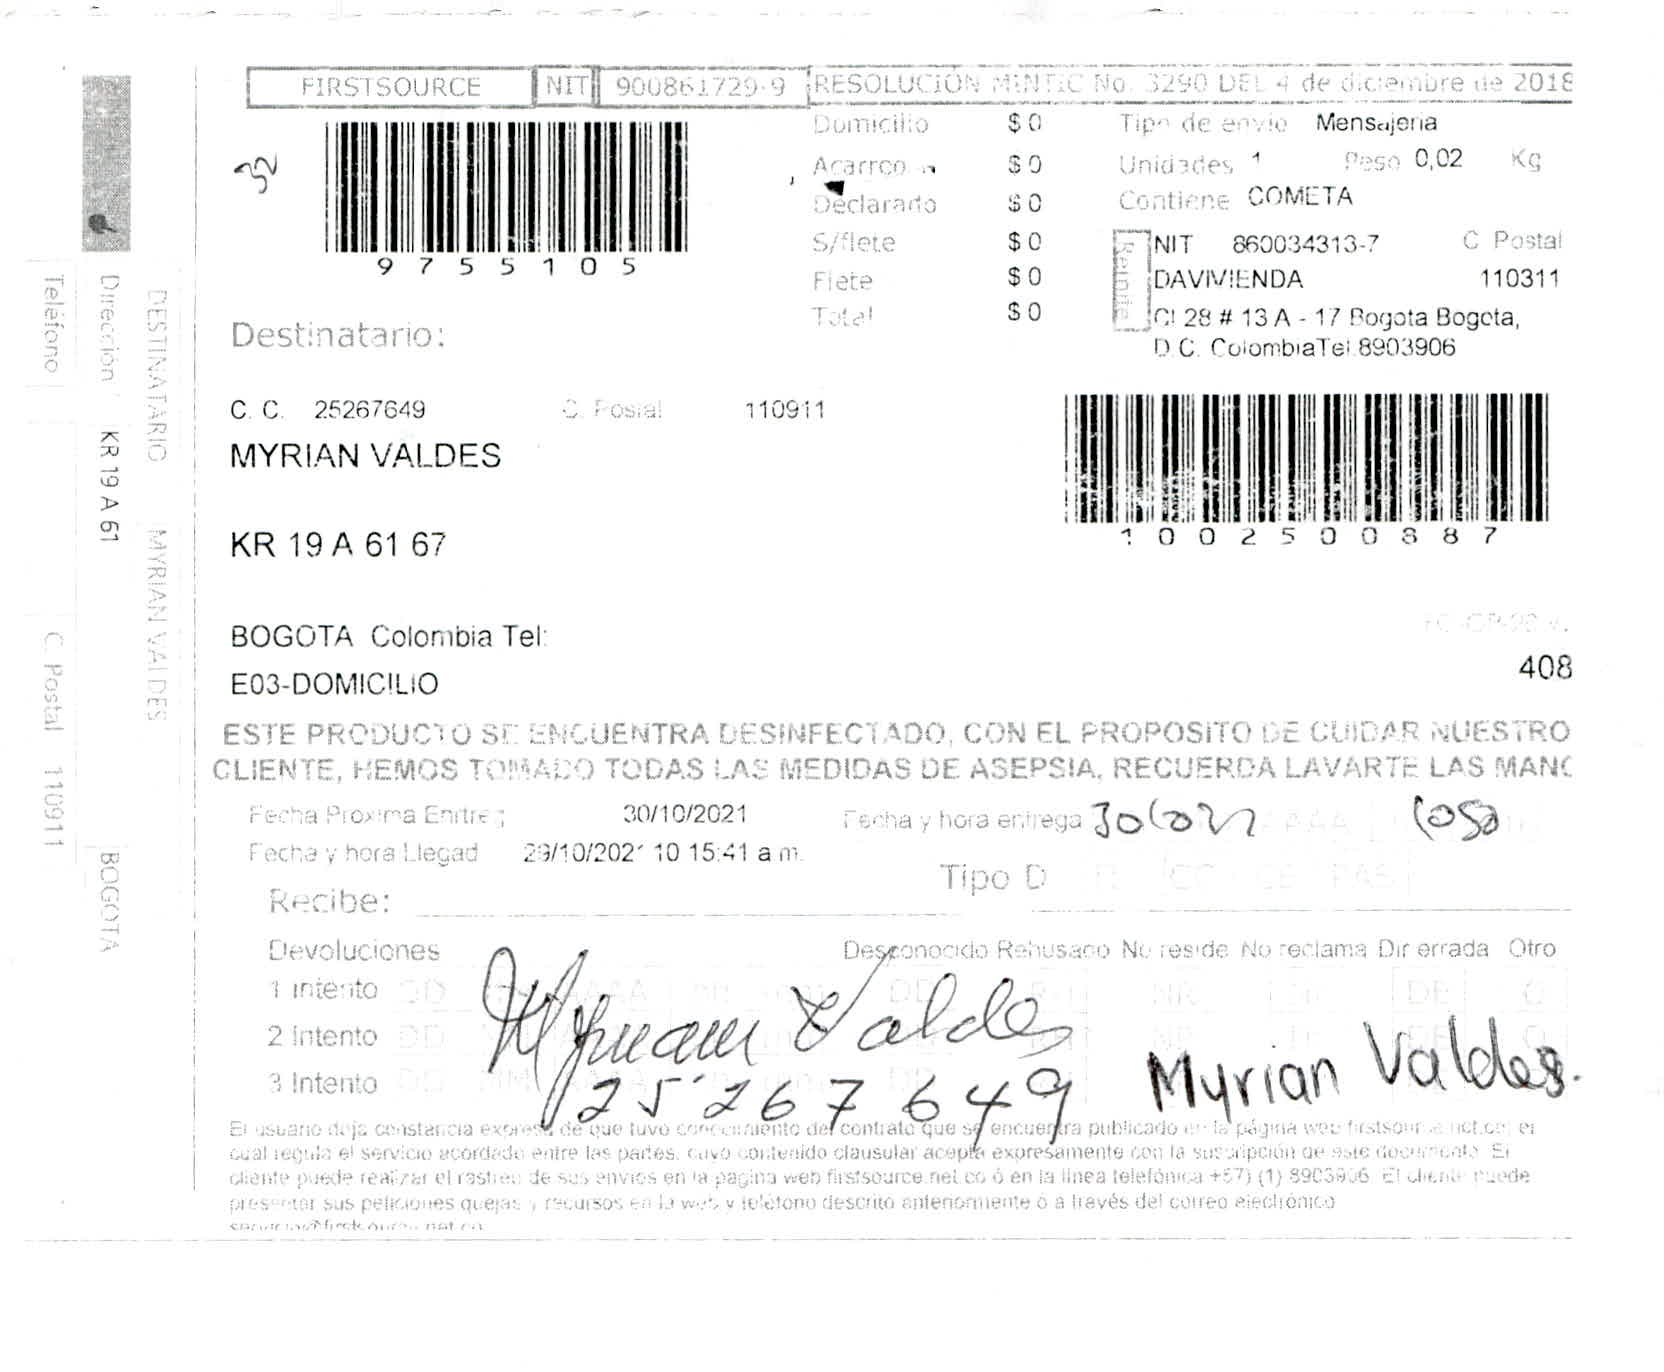 FIRSTSOURCE NIT 900861729-9 RESOLUCIÓN MINTIC No. 3290 DEL 4 de diciembre de 2018
32
9755105
Domicilio $ 0
Acarreo $ 0
Declarado $ 0
S/flete $ 0
Flete $ 0
Total $ 0
Tipo de envio Mensajeria
Unidades 1 Peso 0,02 Kg
Contiene COMETA
Remite
NIT 860034313-7 C Postal
DAVIVIENDA 110311
Cl 28 # 13 A - 17 Bogota Bogota,
D.C. ColombiaTel.8903906
Destinatario:
C. C. 25267649 C. Postal 110911
MYRIAN VALDES
1002500887
KR 19 A 61 67
BOGOTA Colombia Tel:
408
E03-DOMICILIO
ESTE PRODUCTO SE ENCUENTRA DESINFECTADO, CON EL PROPOSITO DE CUIDAR NUESTRO
CLIENTE, HEMOS TOMADO TODAS LAS MEDIDAS DE ASEPSIA, RECUERDA LAVARTE LAS MANO
Fecha Proxima Enitreg 30/10/2021 Fecha y hora entrega
Fecha y hora Llegad 29/10/2021 10 15:41 a m.
Tipo D
Recibe:
Devoluciones Desconocido Rehusado No reside No reclama Dir errada Otro
1 Intento
2 Intento
3 Intento
Myriam Valdes
25267649
Myrian Valdes.
El usuario deja constancia expresa de que tuvo conocimiento del contrato que se encuentra publicado en la página web firstsource.net.co, el
cual regula el servicio acordado entre las partes, cuyo contenido clausular acepta expresamente con la suscripción de este documento. El
cliente puede realizar el rastreo de sus envios en la pagina web firstsource.net.co ó en la linea telefónica +57) (1) 8903906 El cliente puede
presentar sus peticiones quejas y recursos en la web y teléfono descrito anteriormente o a través del correo electrónico
servicios@firstsource.net.co
DESTINATARIO MYRIAN VALDES
Dirección KR 19 A 61 BOGOTA
Teléfono C. Postal 110911